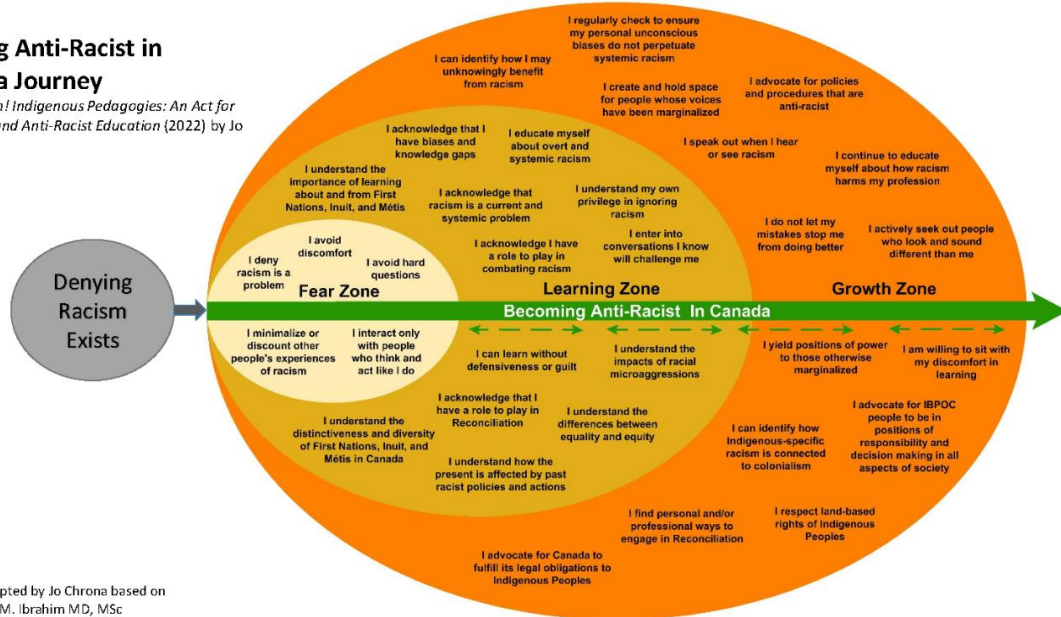 g Anti-Racist in
a Journey
n! Indigenous Pedagogies: An Act for
nd Anti-Racist Education (2022) by Jo
Denying
Racism
Exists
I regularly check to ensure
my personal unconscious
biases do not perpetuate
systemic racism
I can identify how I may
unknowingly benefit
from racism
I create and hold space
for people whose voices
have been marginalized
I advocate for policies
and procedures that are
anti-racist
I speak out when I
hear or see racism
I continue to educate
myself about how racism
harms my profession
I do not let my
mistakes stop me
from doing better
I actively seek out people
who look and sound
different than me
I acknowledge that I
have biases and
knowledge gaps
I educate myself
about overt and
systemic racism
I understand the
importance of learning
about and from First
Nations, Inuit, and Métis
I acknowledge that
racism is a current and
systemic problem
I understand my own
privilege in ignoring
racism
I acknowledge I have
a role to play in
combating racism
I enter into
conversations I know
will challenge me
I avoid
discomfort
I deny
racism is a
problem
I avoid hard
questions
Fear Zone
Learning Zone
Growth Zone
Becoming Anti-Racist In Canada
I minimalize or
discount other
people's experiences
of racism
I interact only
with people
who think and
act like I do
I can learn without
defensiveness or guilt
I understand the
impacts of racial
microaggressions
I yield positions of power
to those otherwise
marginalized
I am willing to sit with
my discomfort in
learning
I acknowledge that I
have a role to play in
Reconciliation
I understand the
differences between
equality and equity
I understand the
distinctiveness and diversity
of First Nations, Inuit, and
Métis in Canada
I understand how the
present is affected by past
racist policies and actions
I can identify how
Indigenous-specific
racism is connected
to colonialism
I advocate for IBPOC
people to be in
positions of
responsibility and
decision making in all
aspects of society
I find personal and/or
professional ways to
engage in Reconciliation
I respect land-based
rights of Indigenous
Peoples
I advocate for Canada to
fulfill its legal obligations to
Indigenous Peoples
pted by Jo Chrona based on
M. Ibrahim MD, MSc